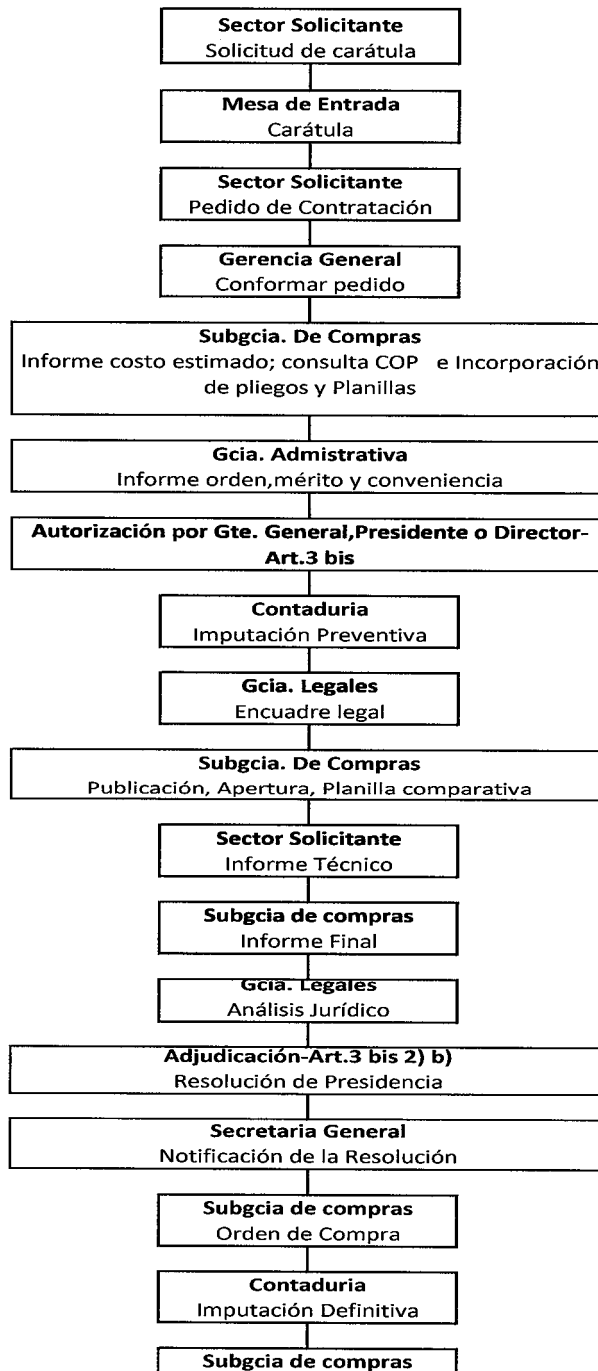 Sector Solicitante
Solicitud de carátula
Mesa de Entrada
Carátula
Sector Solicitante
Pedido de Contratación
Gerencia General
Conformar pedido
Subgcia. De Compras
Informe costo estimado; consulta COP e Incorporación
de pliegos y Planillas
Gcia. Admistrativa
Informe orden,mérito y conveniencia
Autorización por Gte. General,Presidente o Director-
Art.3 bis
Contaduria
Imputación Preventiva
Gcia. Legales
Encuadre legal
Subgcia. De Compras
Publicación, Apertura, Planilla comparativa
Sector Solicitante
Informe Técnico
Subgcia de compras
Informe Final
Gcia. Legales
Análisis Jurídico
Adjudicación-Art.3 bis 2) b)
Resolución de Presidencia
Secretaria General
Notificación de la Resolución
Subgcia de compras
Orden de Compra
Contaduria
Imputación Definitiva
Subgcia de compras